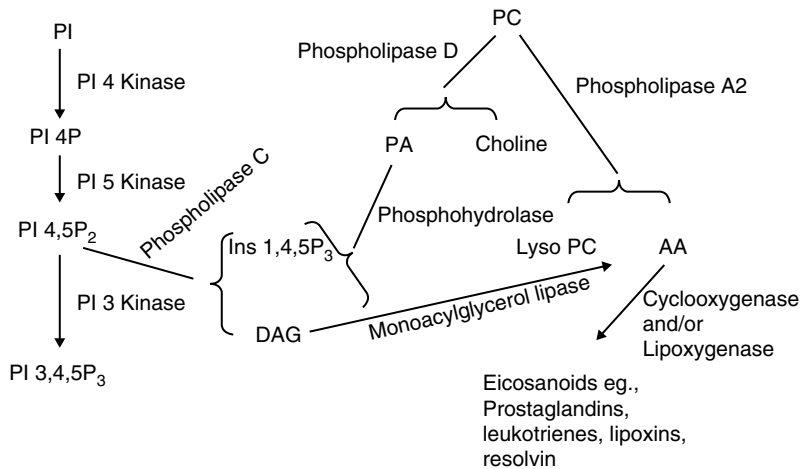 PI
PI 4 Kinase
PI 4P
PI 5 Kinase
PI 4,5P₂
PI 3 Kinase
PI 3,4,5P₃
Phospholipase C
Ins 1,4,5P₃
DAG
PC
Phospholipase D
Phospholipase A2
PA
Choline
Phosphohydrolase
Lyso PC
AA
Monoacylglycerol lipase
Cyclooxygenase
and/or
Lipoxygenase
Eicosanoids eg.,
Prostaglandins,
leukotrienes, lipoxins,
resolvin